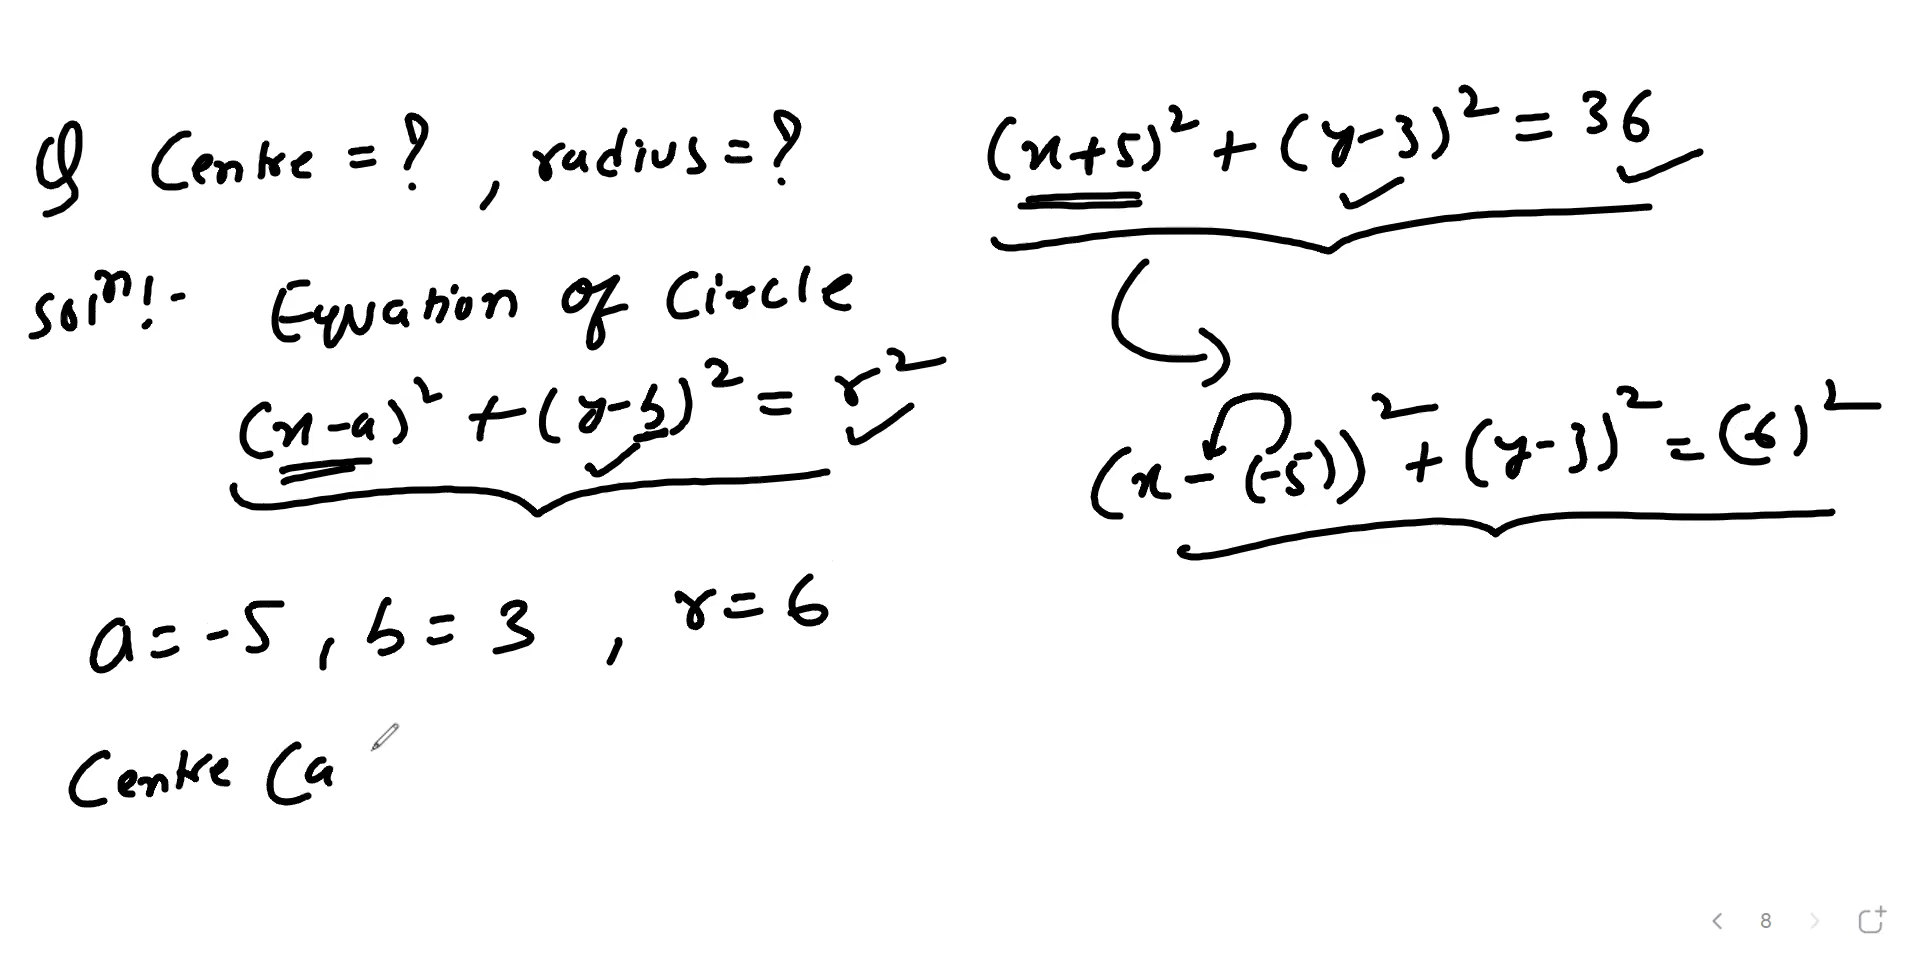 Q Centre = ? , radius = ? (x+5)² + (y-3)² = 36
Solⁿ:- Equation of Circle
(x-a)² + (y-b)² = r²
(x - (-5))² + (y-3)² = (6)²
a = -5 , b = 3 , r = 6
Centre (a
8